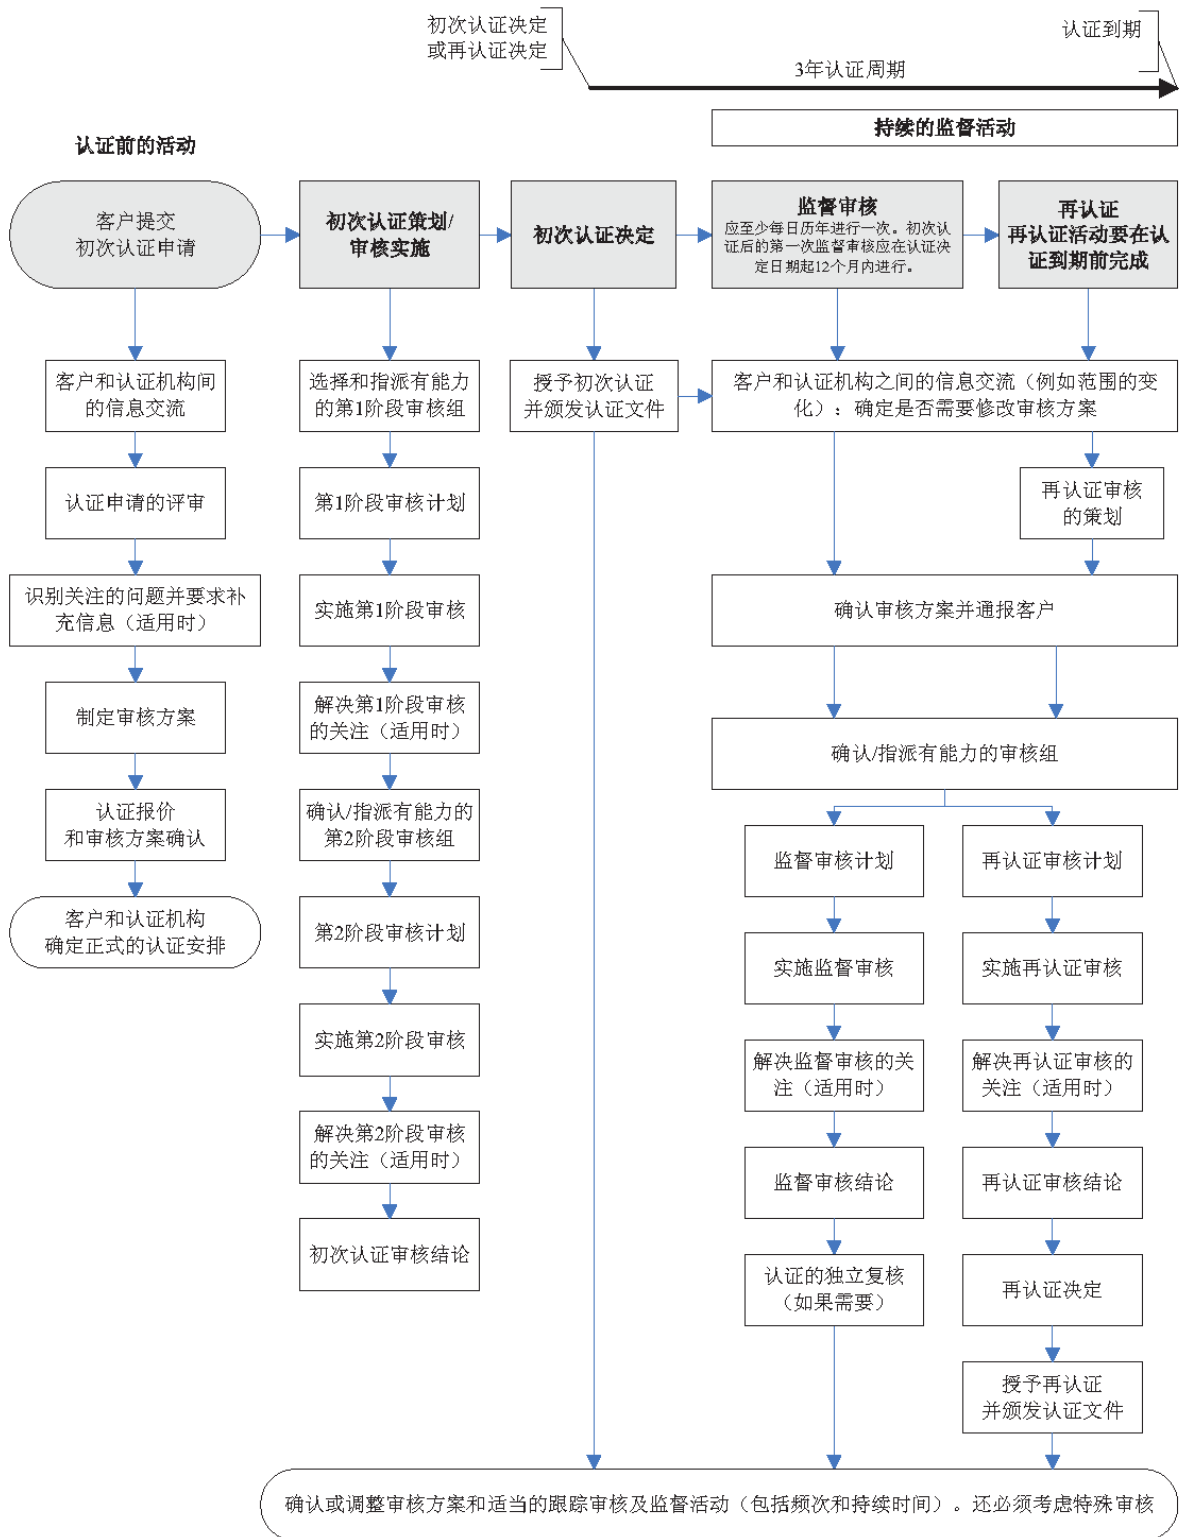 初次认证决定
或再认证决定
认证到期
3年认证周期
持续的监督活动
认证前的活动
客户提交
初次认证申请
初次认证策划/
审核实施
初次认证决定
监督审核
应至少每日历年进行一次。初次认
证后的第一次监督审核应在认证决
定日期起12个月内进行。
再认证
再认证活动要在认
证到期前完成
客户和认证机构间
的信息交流
选择和指派有能力
的第1阶段审核组
授予初次认证
并颁发认证文件
客户和认证机构之间的信息交流（例如范围的变
化）：确定是否需要修改审核方案
认证申请的评审
第1阶段审核计划
再认证审核
的策划
识别关注的问题并要求补
充信息（适用时）
实施第1阶段审核
确认审核方案并通报客户
制定审核方案
解决第1阶段审核
的关注（适用时）
确认/指派有能力的审核组
认证报价
和审核方案确认
确认/指派有能力的
第2阶段审核组
监督审核计划
再认证审核计划
客户和认证机构
确定正式的认证安排
第2阶段审核计划
实施监督审核
实施再认证审核
实施第2阶段审核
解决监督审核的关
注（适用时）
解决再认证审核的
关注（适用时）
解决第2阶段审核
的关注（适用时）
监督审核结论
再认证审核结论
初次认证审核结论
认证的独立复核
（如果需要）
再认证决定
授予再认证
并颁发认证文件
确认或调整审核方案和适当的跟踪审核及监督活动（包括频次和持续时间）。还必须考虑特殊审核